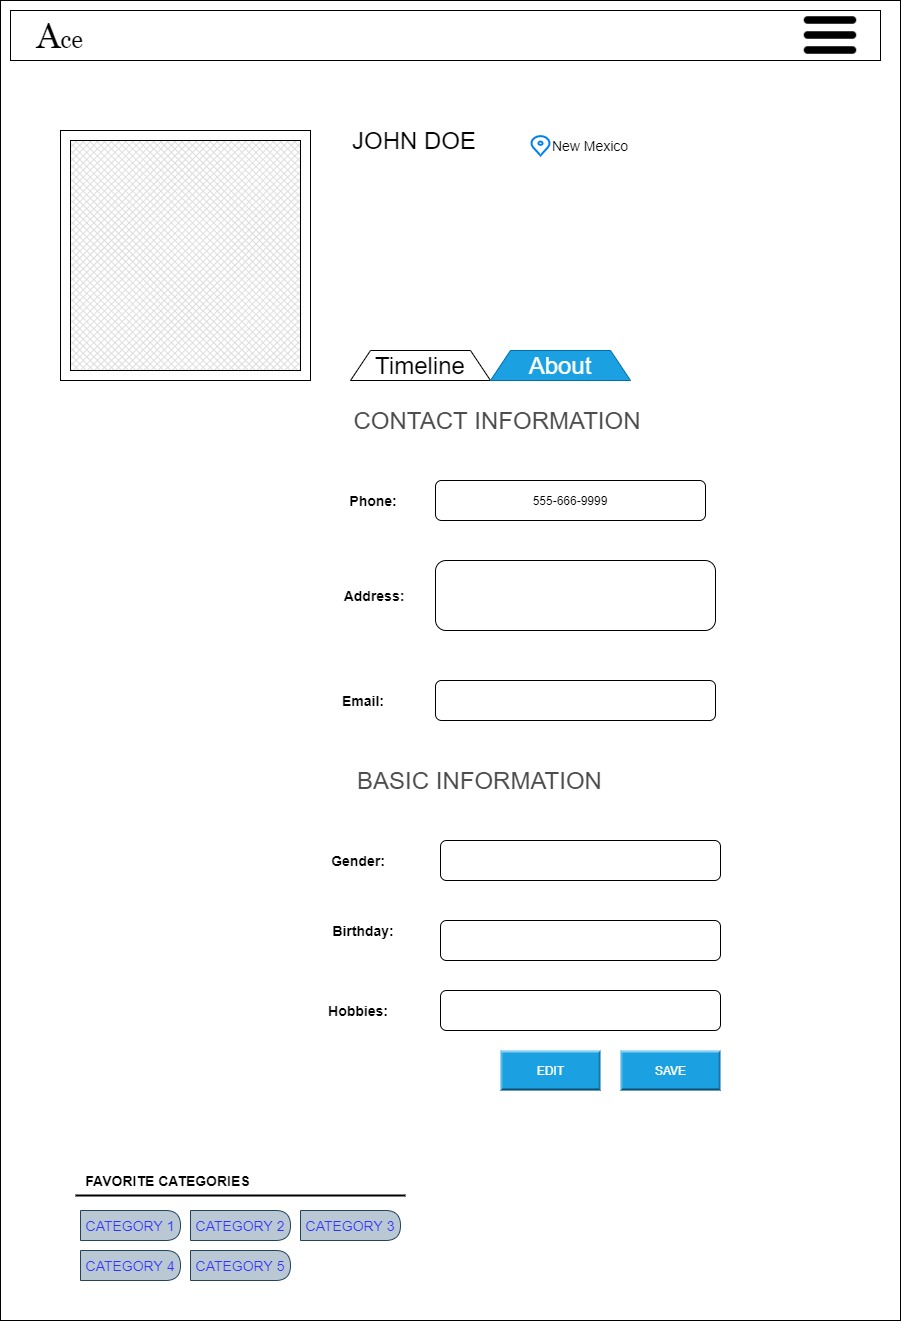 Ace
JOHN DOE
New Mexico
Timeline
About
CONTACT INFORMATION
Phone:
555-666-9999
Address:
Email:
BASIC INFORMATION
Gender:
Birthday:
Hobbies:
EDIT
SAVE
FAVORITE CATEGORIES
CATEGORY 1
CATEGORY 2
CATEGORY 3
CATEGORY 4
CATEGORY 5